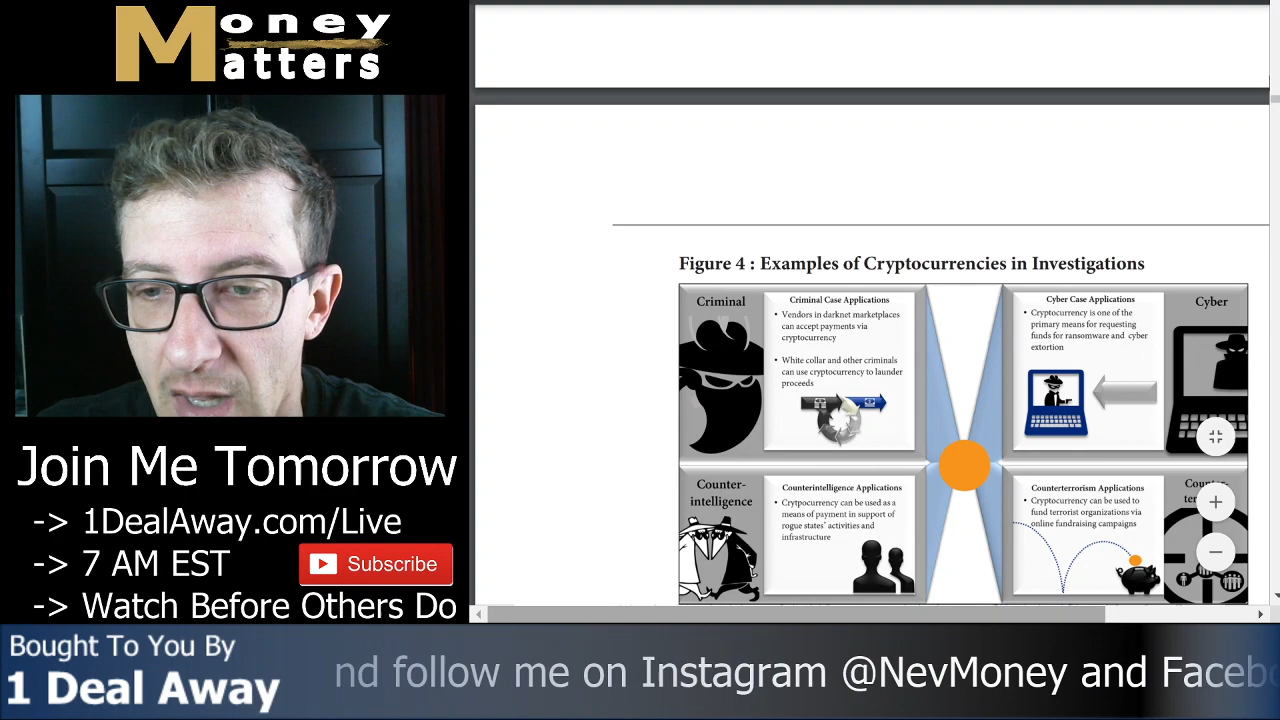 Money
Matters
Join Me Tomorrow
-> 1DealAway.com/Live
-> 7 AM EST
Subscribe
-> Watch Before Others Do
Figure 4 : Examples of Cryptocurrencies in Investigations
Criminal
Criminal Case Applications
• Vendors in darknet marketplaces
can accept payments via
cryptocurrency
• White collar and other criminals
can use cryptocurrency to launder
proceeds
Cyber Case Applications
• Cryptocurrency is one of the
primary means for requesting
funds for ransomware and cyber
extortion
Cyber
Counter-
intelligence
Counterintelligence Applications
• Crytpocurrency can be used as a
means of payment in support of
rogue states' activities and
infrastructure
Counterterrorism Applications
• Cryptocurrency can be used to
fund terrorist organizations via
online fundraising campaigns
Bought To You By
1 Deal Away
nd follow me on Instagram @NevMoney and Facebo